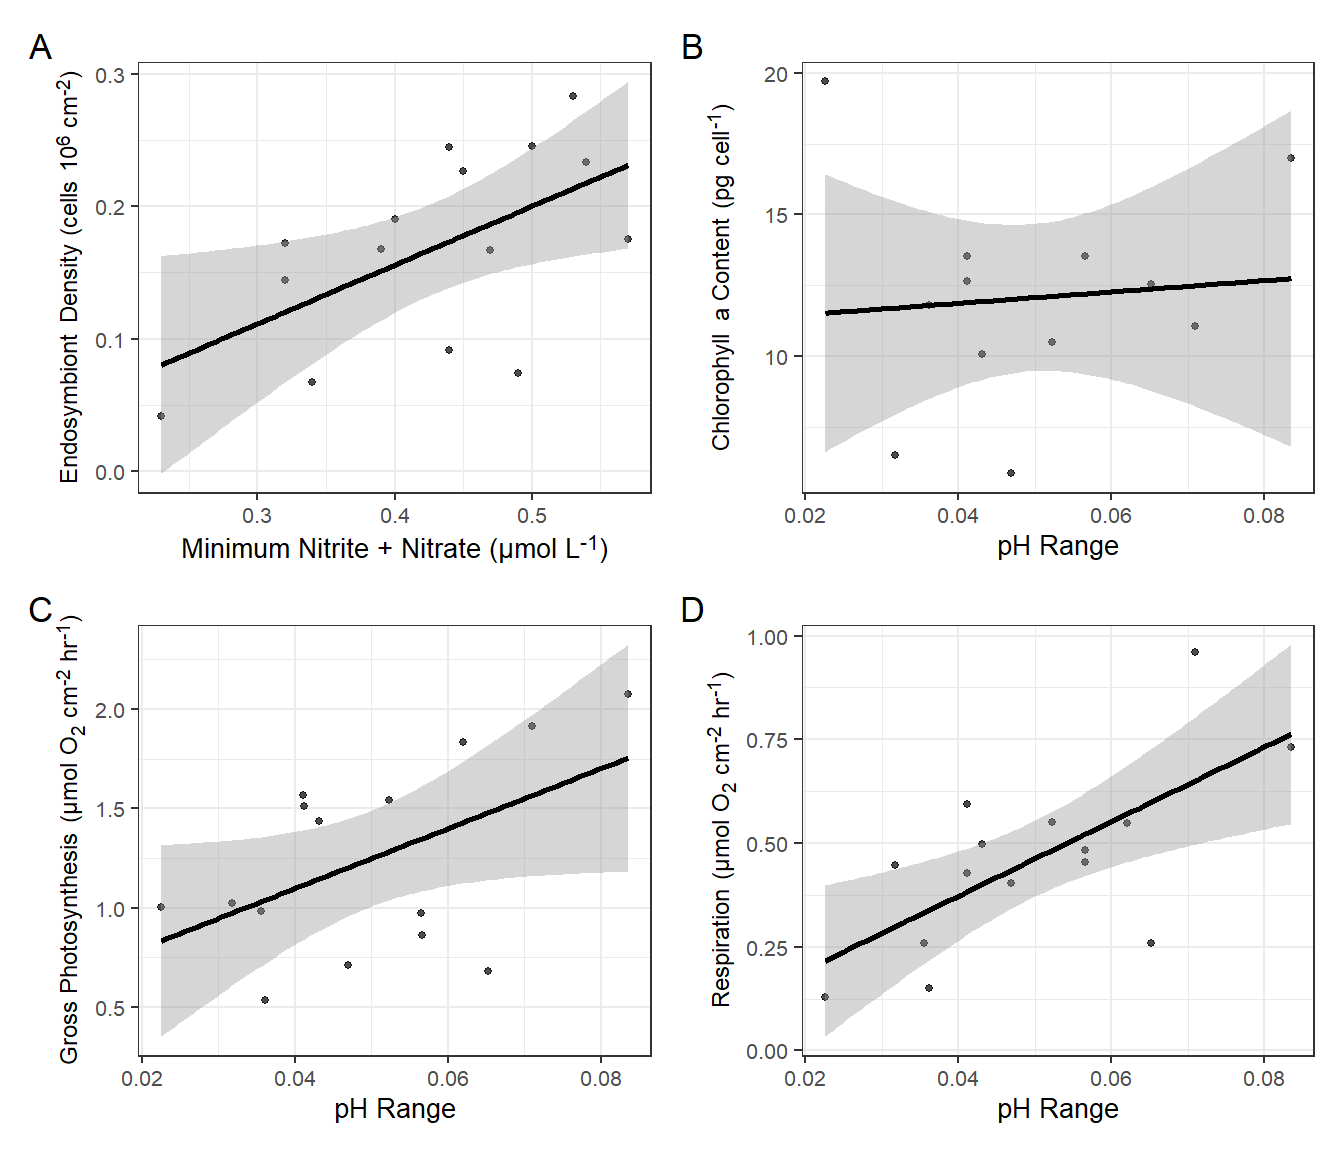 A
Endosymbiont Density (cells 10⁶ cm⁻²)
0.3
0.2
0.1
0.0
0.3 0.4 0.5
Minimum Nitrite + Nitrate (µmol L⁻¹)
B
Chlorophyll a Content (pg cell⁻¹)
20
15
10
0.02 0.04 0.06 0.08
pH Range
C
Gross Photosynthesis (µmol O₂ cm⁻² hr⁻¹)
2.0
1.5
1.0
0.5
0.02 0.04 0.06 0.08
pH Range
D
Respiration (µmol O₂ cm⁻² hr⁻¹)
1.00
0.75
0.50
0.25
0.00
0.02 0.04 0.06 0.08
pH Range